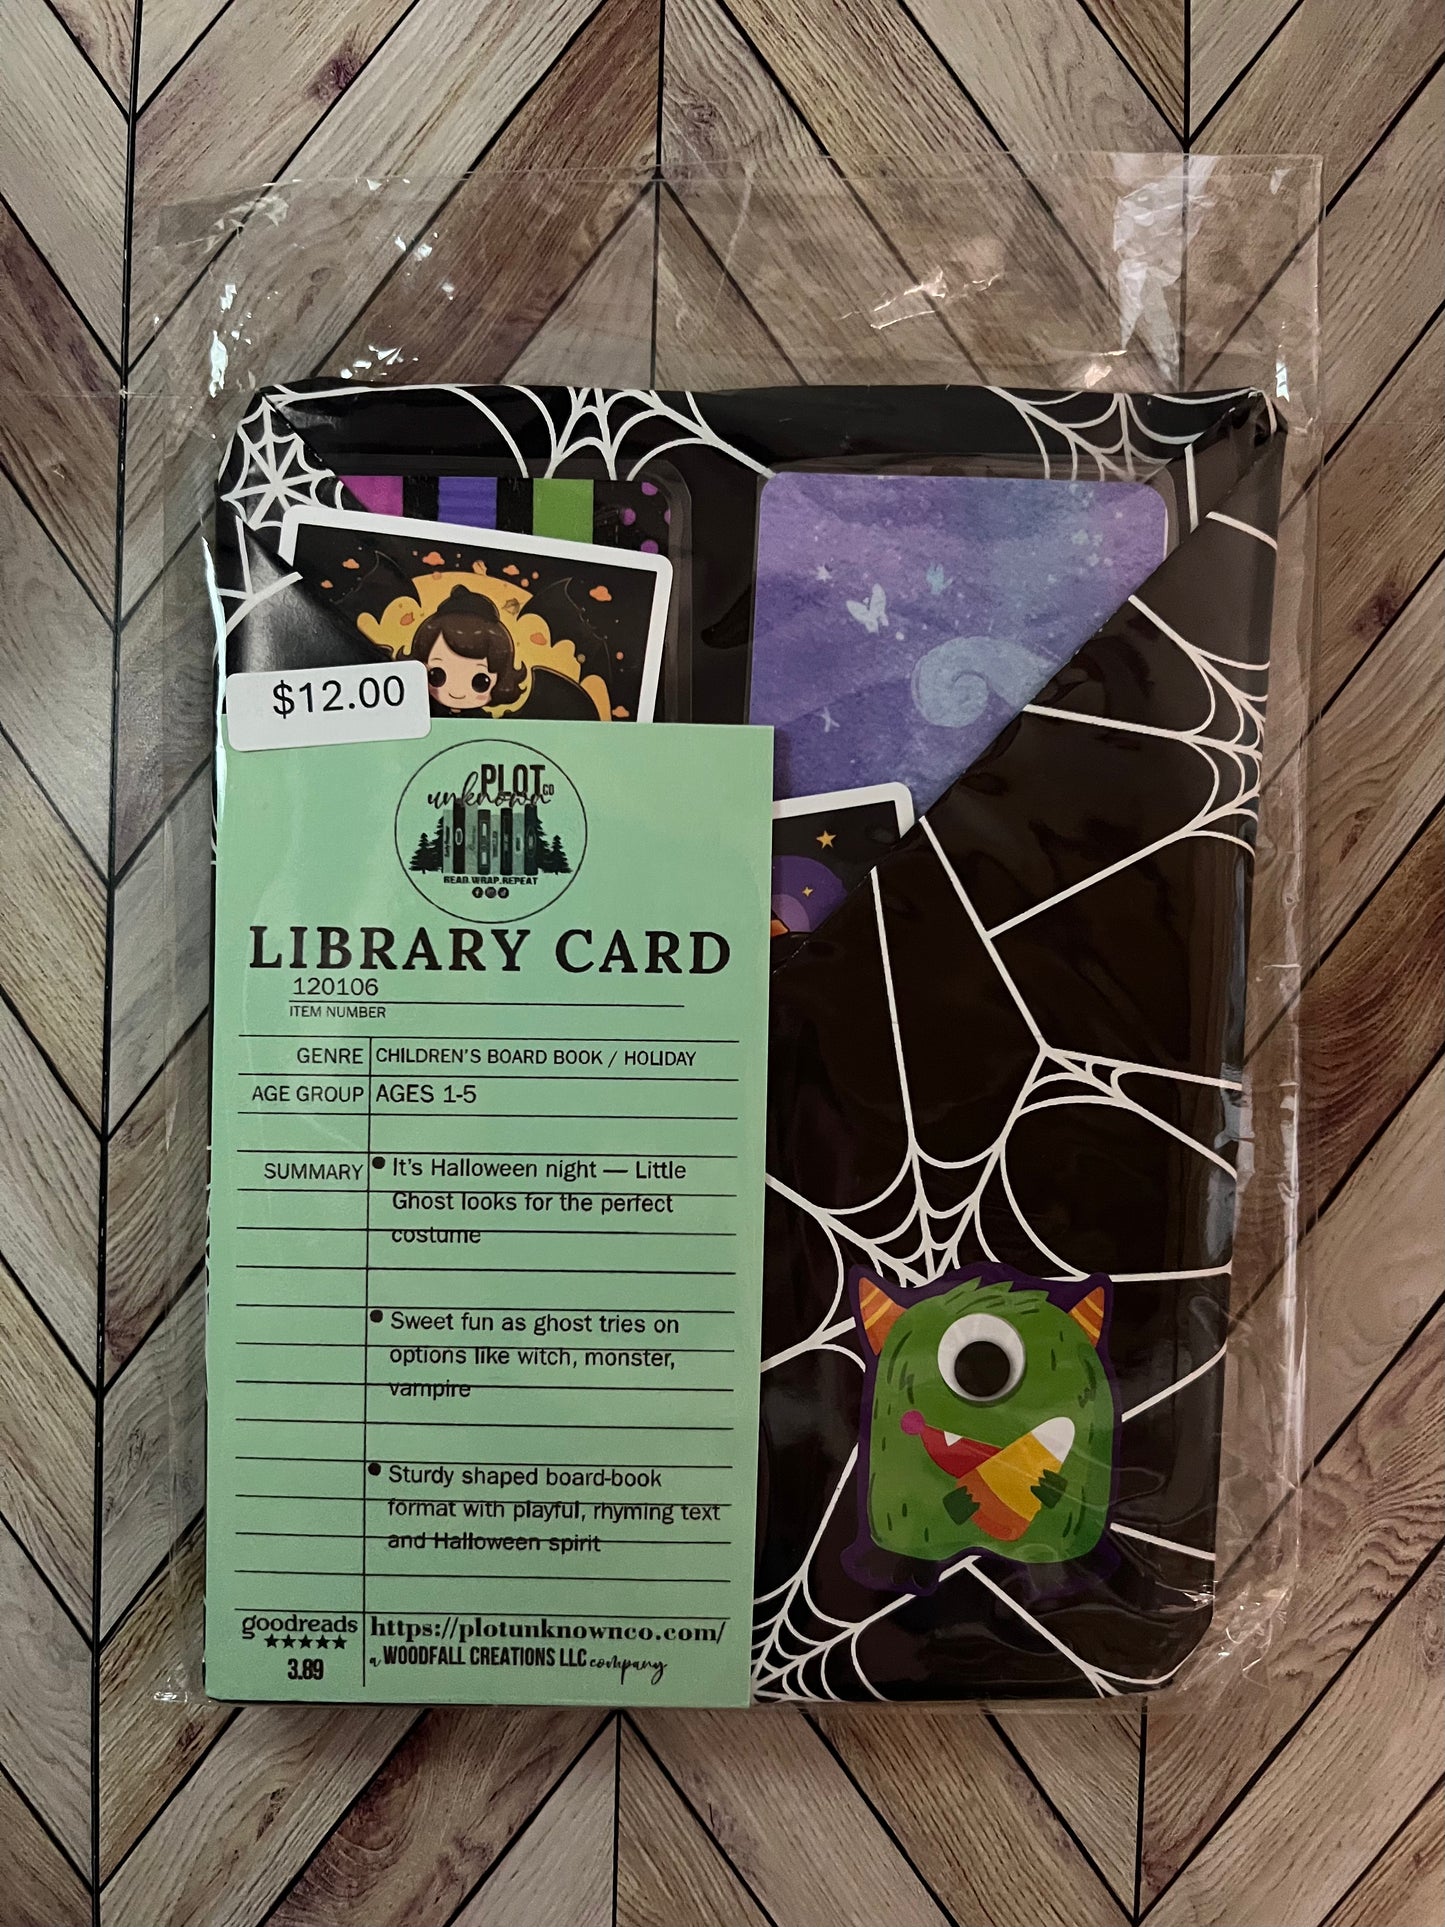 $12.00
PLOT
unknown CO
READ.WRAP.REPEAT
LIBRARY CARD
120106
ITEM NUMBER
GENRE CHILDREN'S BOARD BOOK / HOLIDAY
AGE GROUP AGES 1-5
SUMMARY • It's Halloween night — Little
Ghost looks for the perfect
costume
• Sweet fun as ghost tries on
options like witch, monster,
vampire
• Sturdy shaped board-book
format with playful, rhyming text
and Halloween spirit
goodreads
★★★★★
3.89
https://plotunknownco.com/
a WOODFALL CREATIONS LLC company